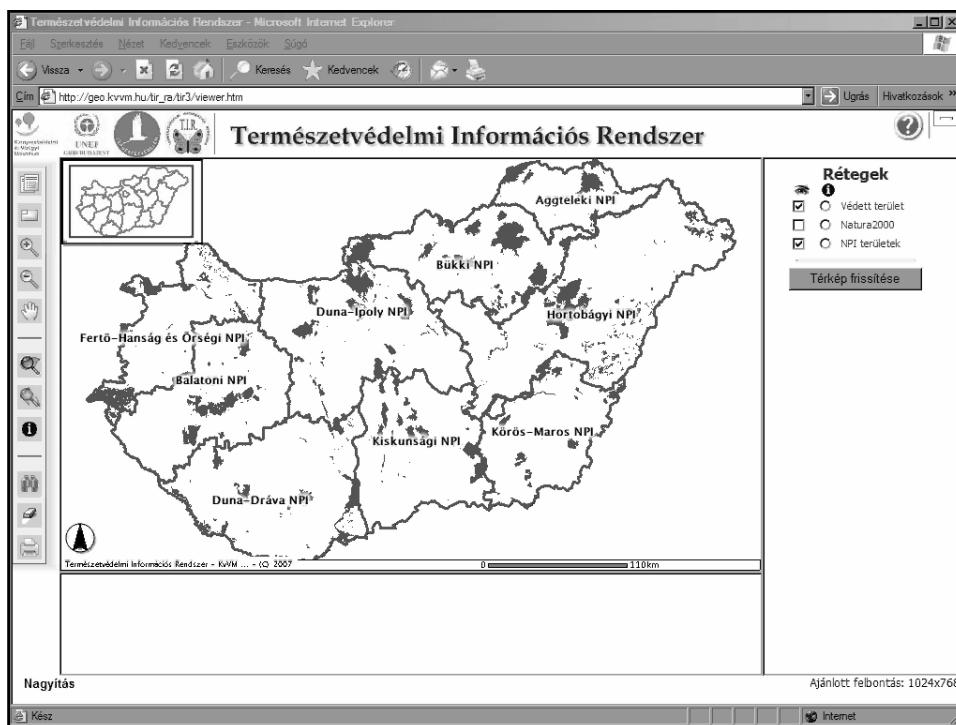 Természetvédelmi Információs Rendszer - Microsoft Internet Explorer
Fájl Szerkesztés Nézet Kedvencek Eszközök Súgó
Vissza Keresés Kedvencek
Cím http://geo.kvvm.hu/tir_ra/tir3/viewer.htm Ugrás Hivatkozások »
UNEP
GRID BUDAPEST
T.I.R.
Természetvédelmi Információs Rendszer
Rétegek
Védett terület
Natura2000
NPI területek
Térkép frissítése
Aggteleki NPI
Bükki NPI
Duna-Ipoly NPI
Hortobágyi NPI
Fertő-Hanság és Őrségi NPI
Balatoni NPI
Kiskunsági NPI
Körös-Maros NPI
Duna-Dráva NPI
Természetvédelmi Információs Rendszer - KvVM ... - (C) 2007
0 110km
Nagyítás
Ajánlott felbontás: 1024x768
Kész Internet